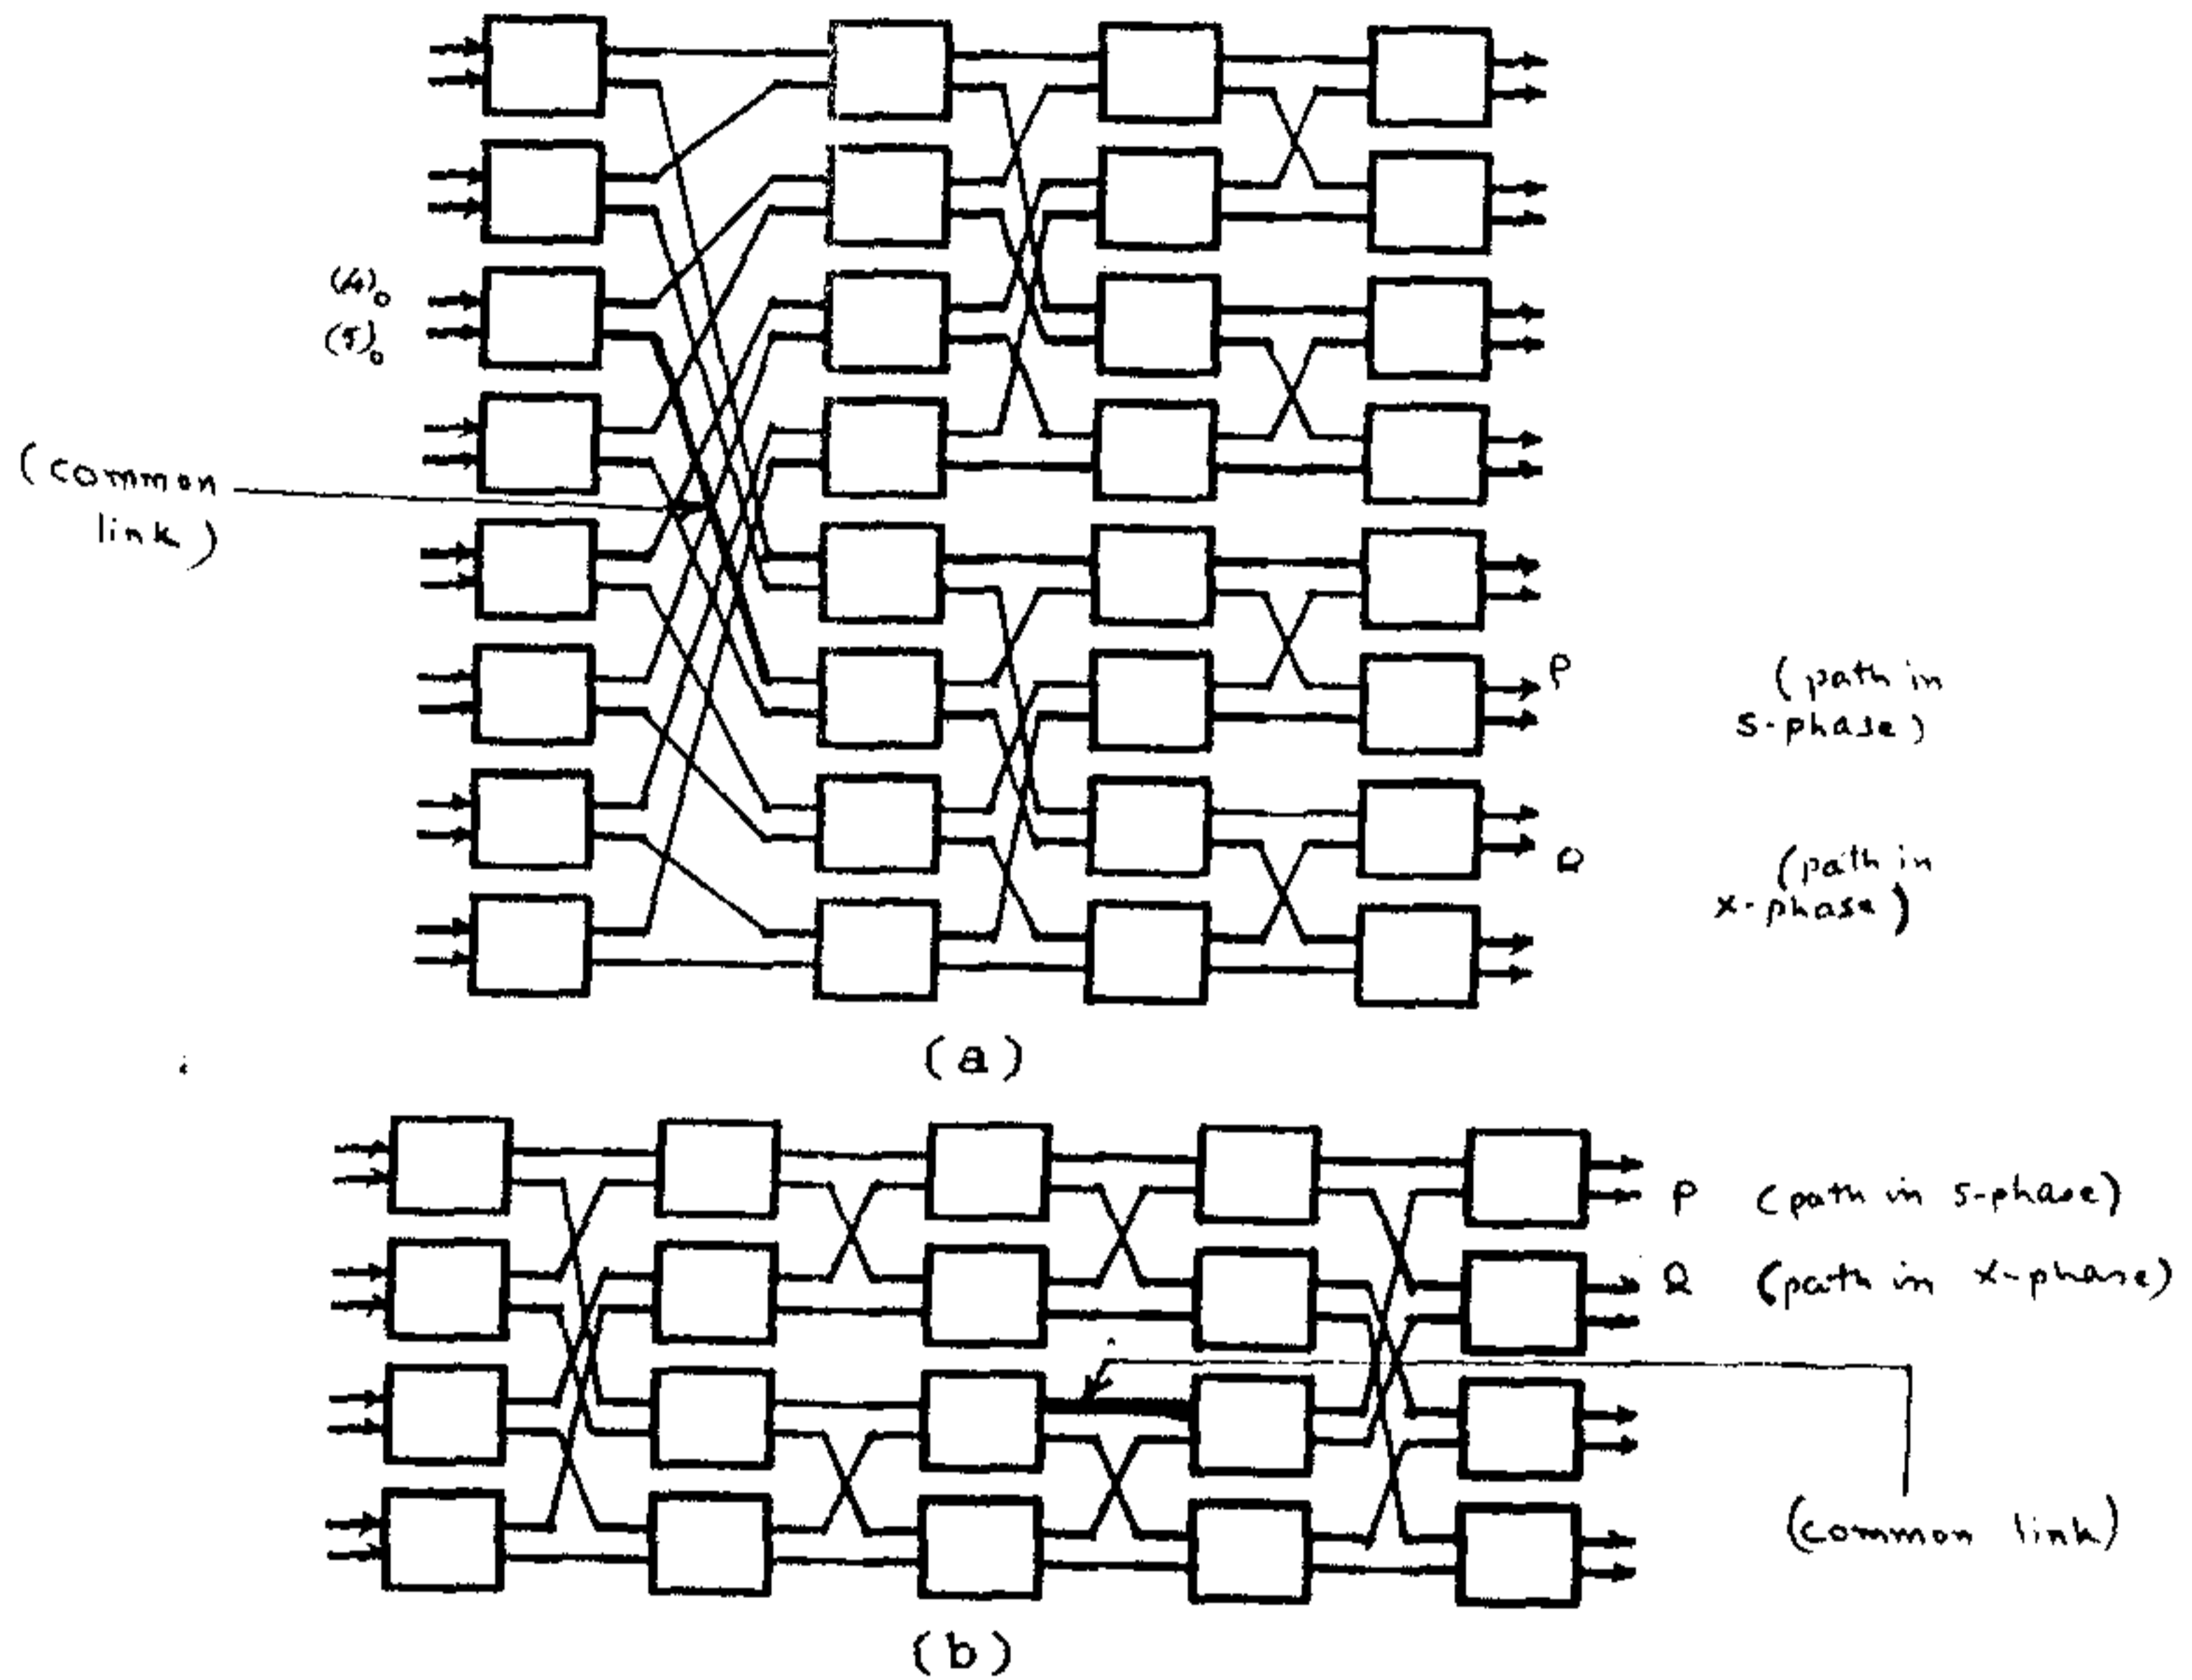 (4)₀
(5)₀
(common
link)
P
(path in
s-phase)
Q
(path in
x-phase)
(a)
P (path in s-phase)
Q (path in x-phase)
(common link)
(b)